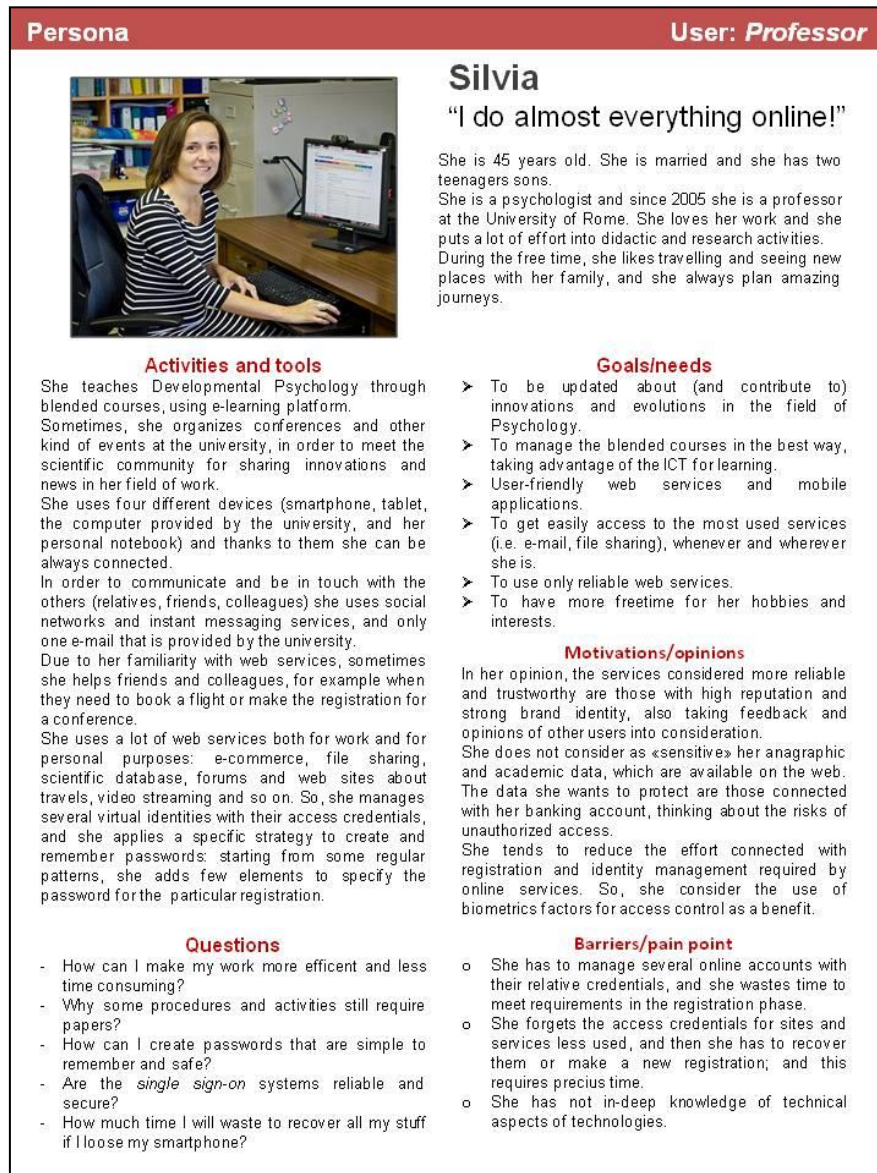 Persona
User: Professor
Silvia
“I do almost everything online!”
She is 45 years old. She is married and she has two
teenagers sons.
She is a psychologist and since 2005 she is a professor
at the University of Rome. She loves her work and she
puts a lot of effort into didactic and research activities.
During the free time, she likes travelling and seeing new
places with her family, and she always plan amazing
journeys.
Activities and tools
She teaches Developmental Psychology through
blended courses, using e-learning platform.
Sometimes, she organizes conferences and other
kind of events at the university, in order to meet the
scientific community for sharing innovations and
news in her field of work.
She uses four different devices (smartphone, tablet,
the computer provided by the university, and her
personal notebook) and thanks to them she can be
always connected.
In order to communicate and be in touch with the
others (relatives, friends, colleagues) she uses social
networks and instant messaging services, and only
one e-mail that is provided by the university.
Due to her familiarity with web services, sometimes
she helps friends and colleagues, for example when
they need to book a flight or make the registration for
a conference.
She uses a lot of web services both for work and for
personal purposes: e-commerce, file sharing,
scientific database, forums and web sites about
travels, video streaming and so on. So, she manages
several virtual identities with their access credentials,
and she applies a specific strategy to create and
remember passwords: starting from some regular
patterns, she adds few elements to specify the
password for the particular registration.
Goals/needs
➤ To be updated about (and contribute to)
innovations and evolutions in the field of
Psychology.
➤ To manage the blended courses in the best way,
taking advantage of the ICT for learning.
➤ User-friendly web services and mobile
applications.
➤ To get easily access to the most used services
(i.e. e-mail, file sharing), whenever and wherever
she is.
➤ To use only reliable web services.
➤ To have more freetime for her hobbies and
interests.
Motivations/opinions
In her opinion, the services considered more reliable
and trustworthy are those with high reputation and
strong brand identity, also taking feedback and
opinions of other users into consideration.
She does not consider as «sensitive» her anagraphic
and academic data, which are available on the web.
The data she wants to protect are those connected
with her banking account, thinking about the risks of
unauthorized access.
She tends to reduce the effort connected with
registration and identity management required by
online services. So, she consider the use of
biometrics factors for access control as a benefit.
Questions
- How can I make my work more efficent and less
time consuming?
- Why some procedures and activities still require
papers?
- How can I create passwords that are simple to
remember and safe?
- Are the single sign-on systems reliable and
secure?
- How much time I will waste to recover all my stuff
if I loose my smartphone?
Barriers/pain point
o She has to manage several online accounts with
their relative credentials, and she wastes time to
meet requirements in the registration phase.
o She forgets the access credentials for sites and
services less used, and then she has to recover
them or make a new registration; and this
requires precius time.
o She has not in-deep knowledge of technical
aspects of technologies.